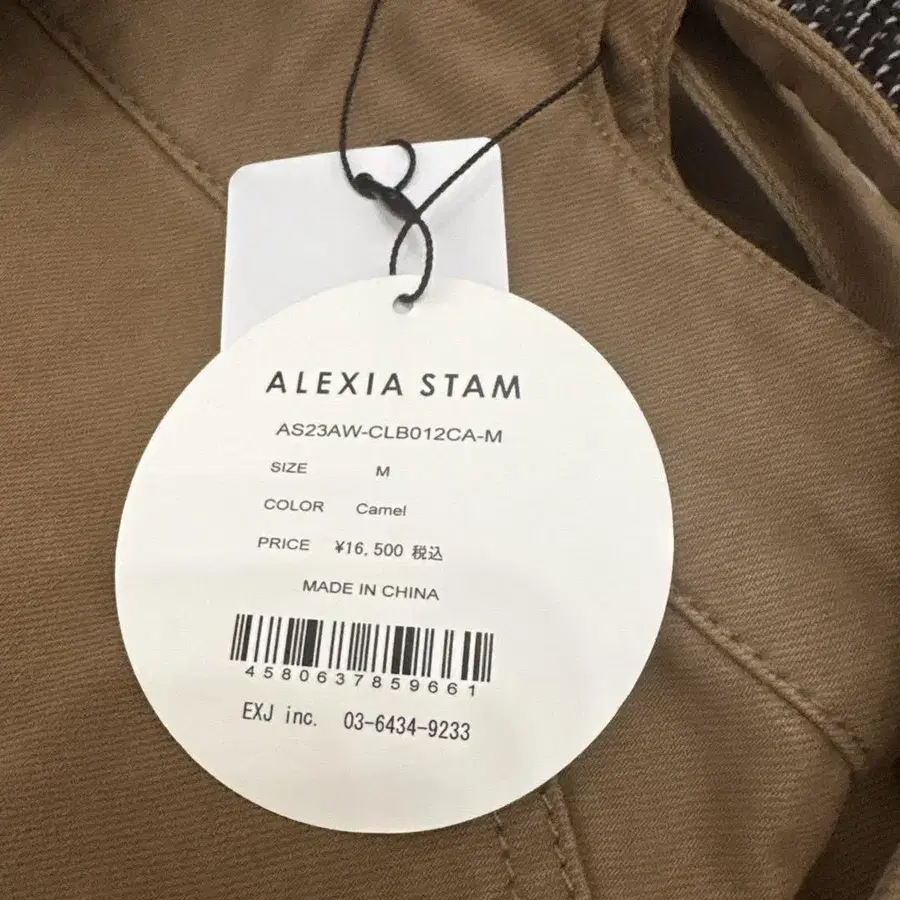 ALEXIA STAM
AS23AW-CLB012CA-M
SIZE M
COLOR Camel
PRICE ¥16,500 税込
MADE IN CHINA
4580637859661
EXJ inc. 03-6434-9233